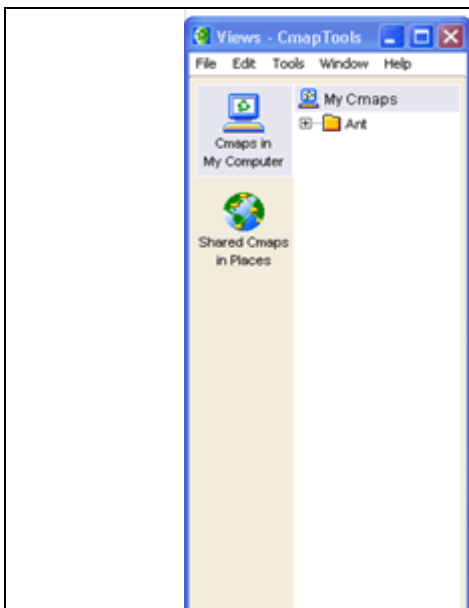 Views - CmapTools
File Edit Tools Window Help
My Cmaps
Ant
Cmaps in
My Computer
Shared Cmaps
in Places